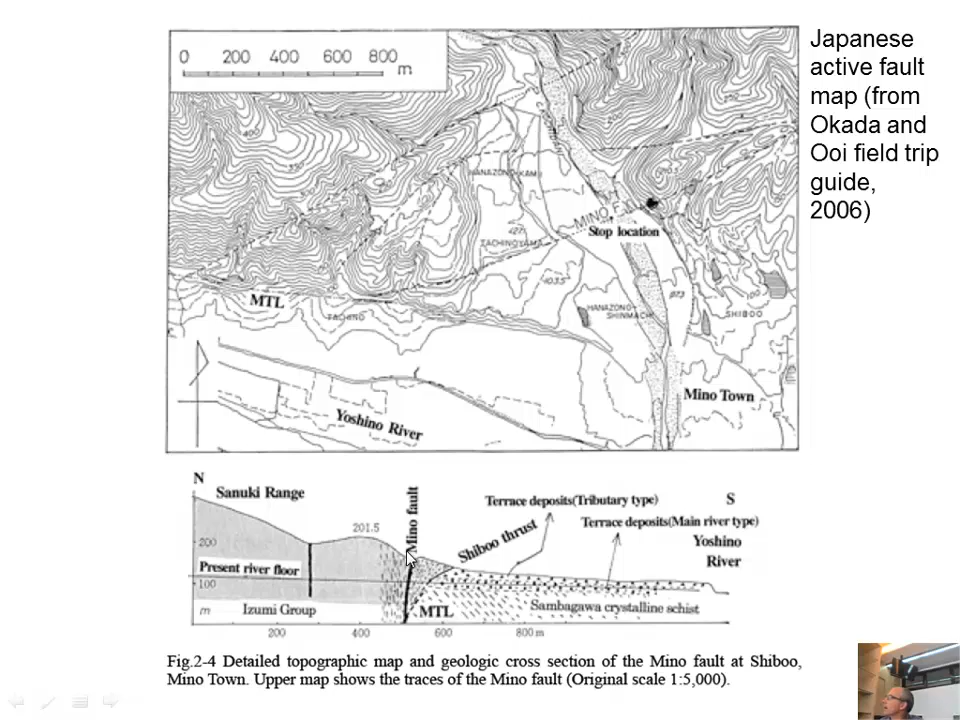 0 200 400 600 800
m
Japanese
active fault
map (from
Okada and
Ooi field trip
guide,
2006)
400
350
HANAZONO-KAMI
MINO F
Stop location
TACHINOYAMA
MTL
TACHINO
HANAZONO-
SHINMACHI
SHIBOO
100
Mino Town
Yoshino River
N
Sanuki Range
Mino fault
Terrace deposits(Tributary type)
S
201.5
Shiboo thrust
Terrace deposits(Main river type)
200
Yoshino
River
Present river floor
100
m
Izumi Group
MTL
Sambagawa crystalline schist
200 400 600 800 m
Fig.2-4 Detailed topographic map and geologic cross section of the Mino fault at Shiboo,
Mino Town. Upper map shows the traces of the Mino fault (Original scale 1:5,000).